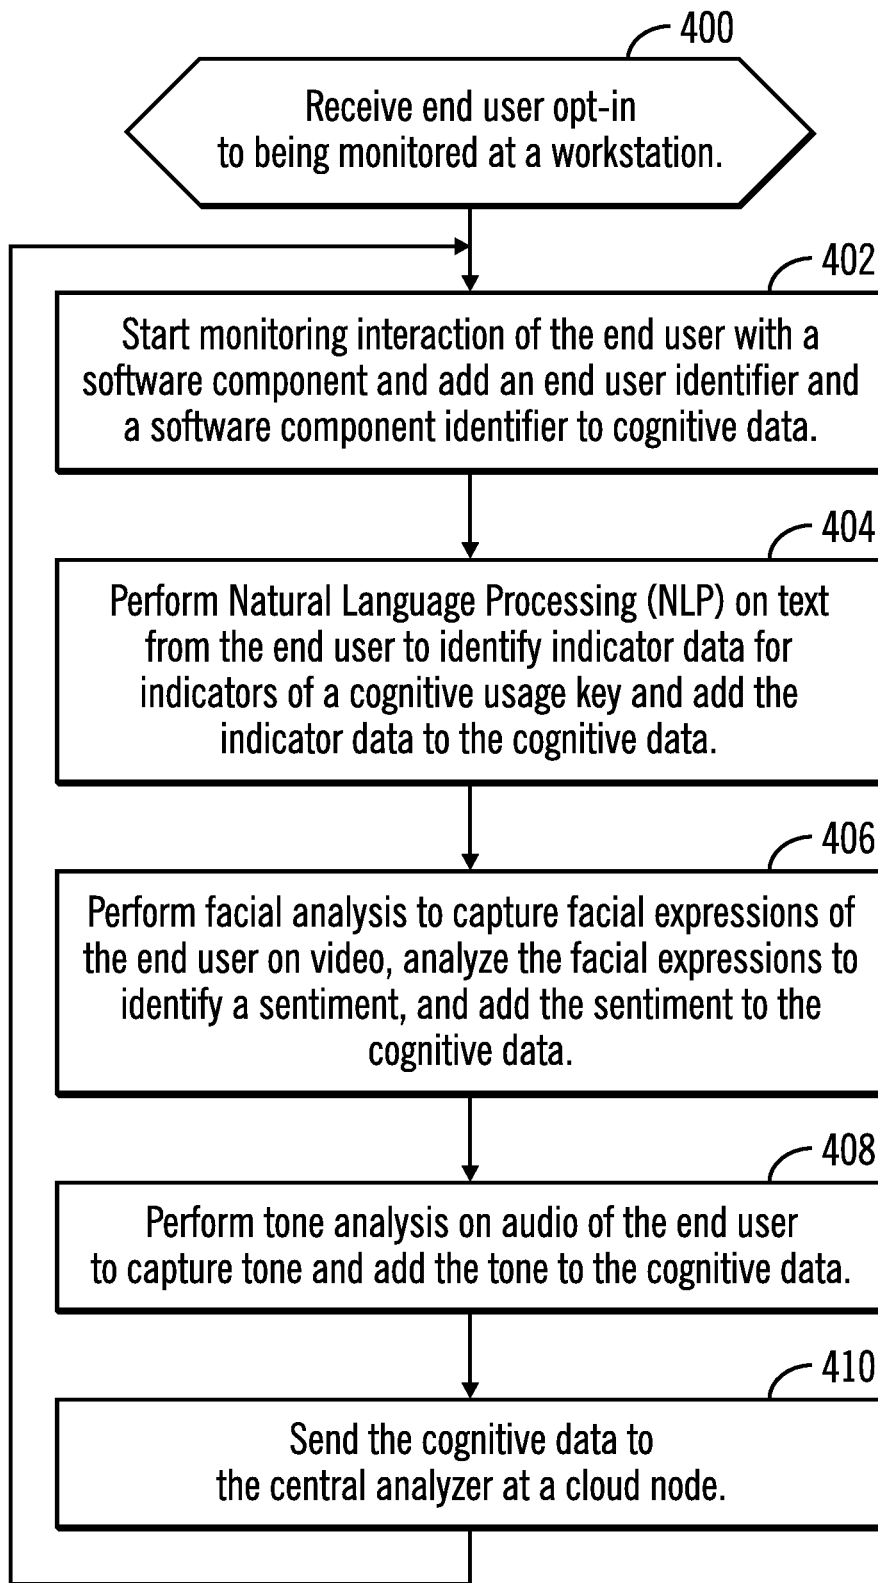 400
Receive end user opt-in
to being monitored at a workstation.
402
Start monitoring interaction of the end user with a
software component and add an end user identifier and
a software component identifier to cognitive data.
404
Perform Natural Language Processing (NLP) on text
from the end user to identify indicator data for
indicators of a cognitive usage key and add the
indicator data to the cognitive data.
406
Perform facial analysis to capture facial expressions of
the end user on video, analyze the facial expressions to
identify a sentiment, and add the sentiment to the
cognitive data.
408
Perform tone analysis on audio of the end user
to capture tone and add the tone to the cognitive data.
410
Send the cognitive data to
the central analyzer at a cloud node.